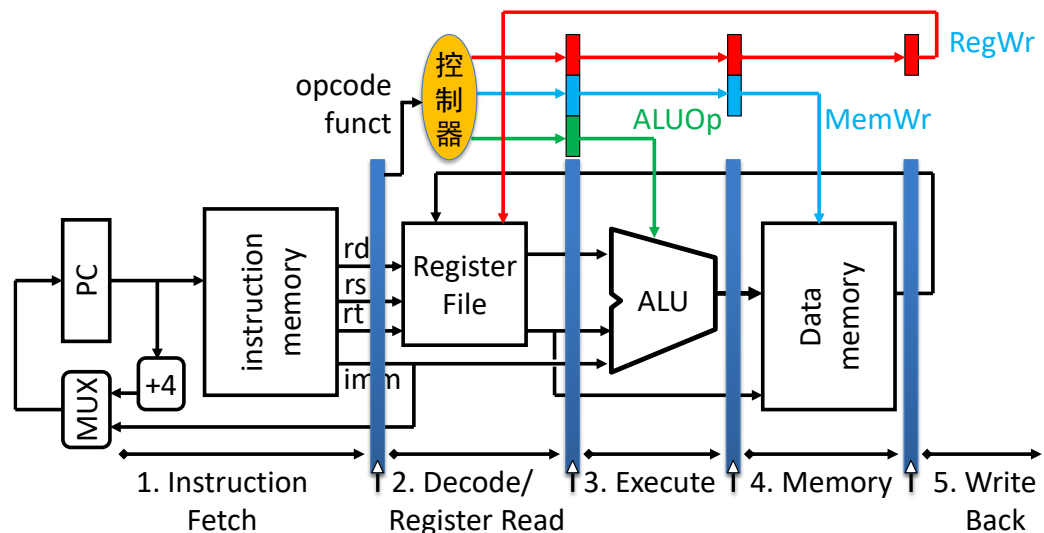 控
制
器
RegWr
opcode
funct
ALUOp
MemWr
PC
instruction
memory
rd
rs
rt
imm
Register
File
ALU
Data
memory
+4
MUX
1. Instruction
Fetch
2. Decode/
Register Read
3. Execute
4. Memory
5. Write
Back